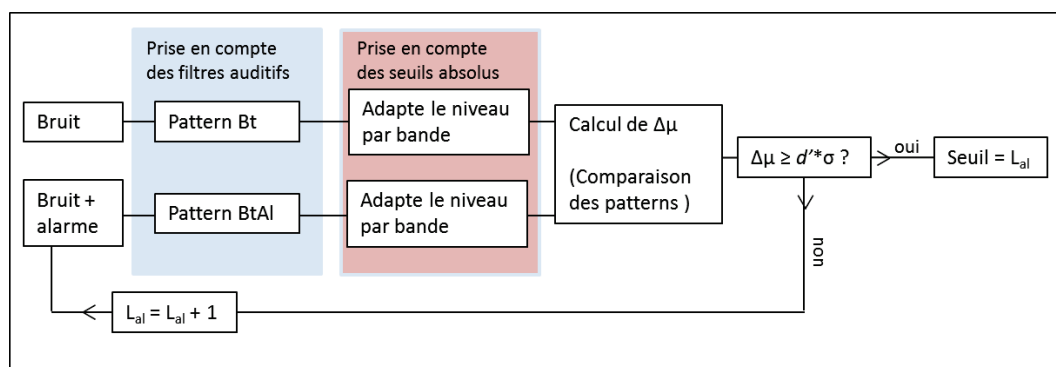 Prise en compte
des filtres auditifs
Prise en compte
des seuils absolus
Bruit
Pattern Bt
Adapte le niveau
par bande
Calcul de Δμ
(Comparaison
des patterns )
Δμ ≥ d'*σ ?
oui
Seuil = Lal
Bruit +
alarme
Pattern BtAl
Adapte le niveau
par bande
non
Lal = Lal + 1